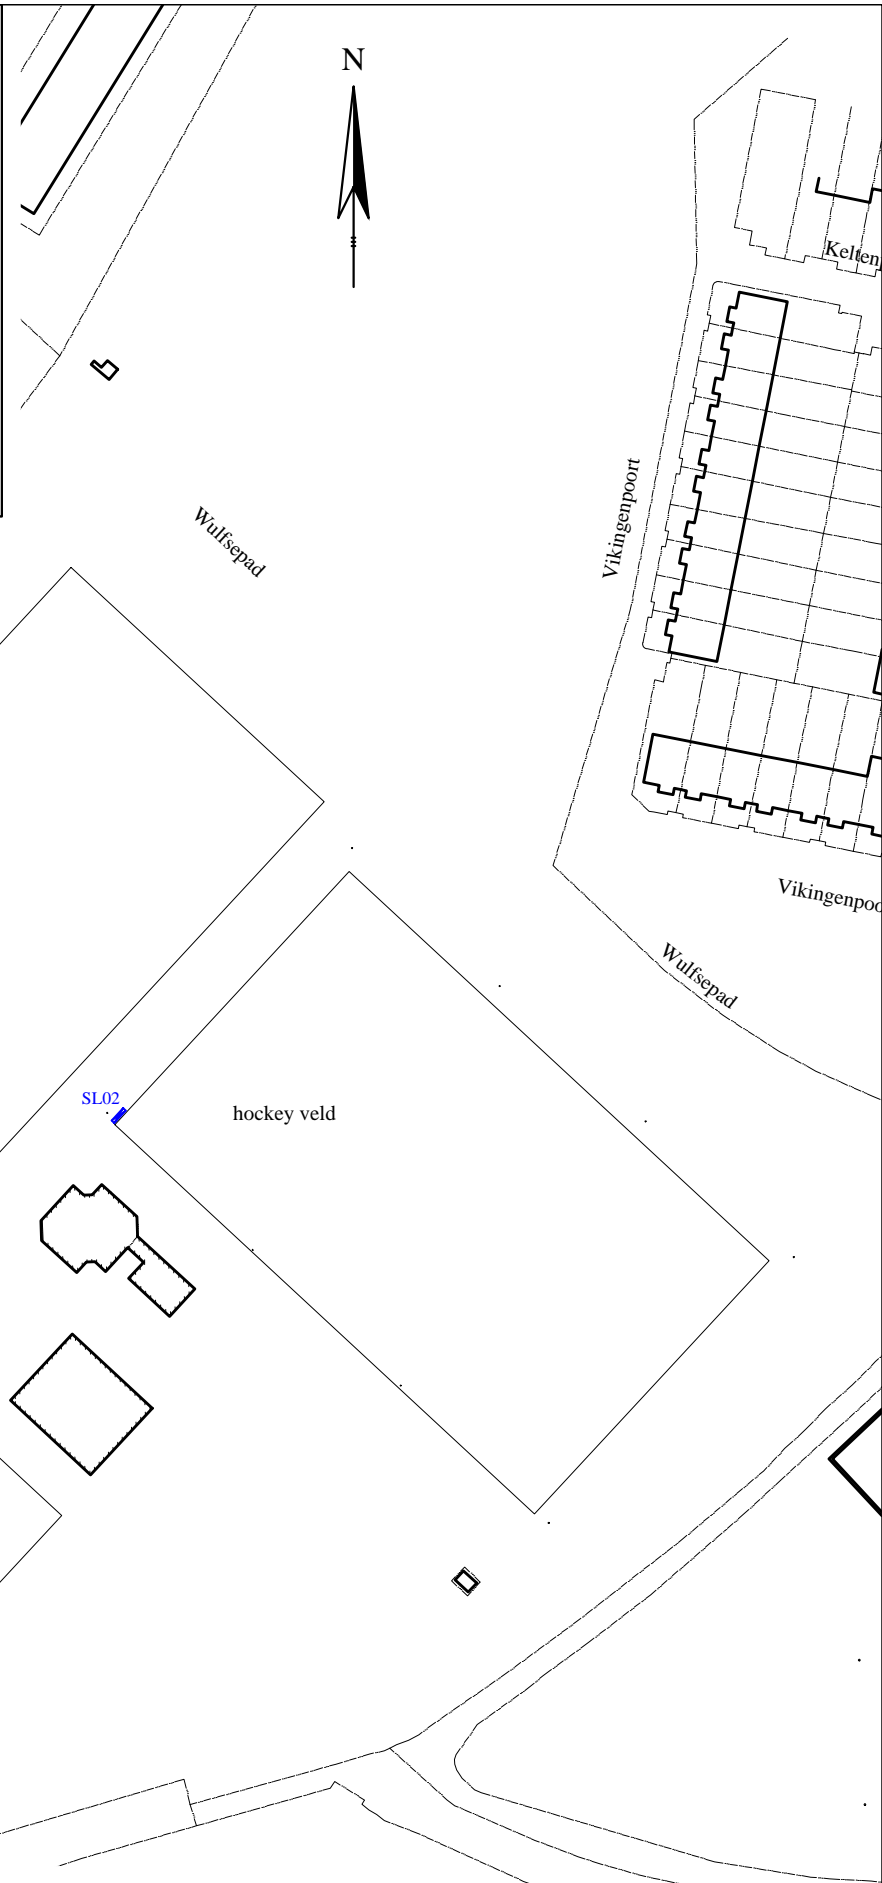 N
Kelten
Vikingenpoort
Wulfsepad
Vikingenpoo
Wulfsepad
SL02
hockey veld